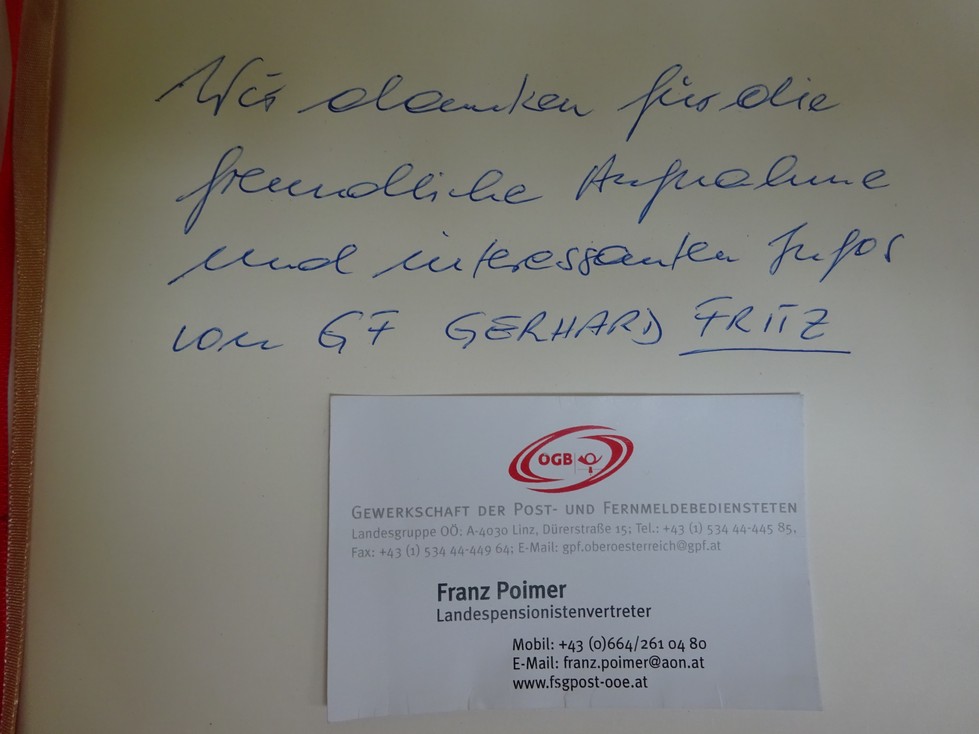 Wir danken für die
freundliche Aufnahme
und interessanten Infos
vom GF GERHARD FRITZ
ÖGB
GEWERKSCHAFT DER POST- UND FERNMELDEBEDIENSTETEN
Landesgruppe OÖ: A-4030 Linz, Dürerstraße 15; Tel.: +43 (1) 534 44-445 85,
Fax: +43 (1) 534 44-449 64; E-Mail: gpf.oberoesterreich@gpf.at
Franz Poimer
Landespensionistenvertreter
Mobil: +43 (0)664/261 04 80
E-Mail: franz.poimer@aon.at
www.fsgpost-ooe.at